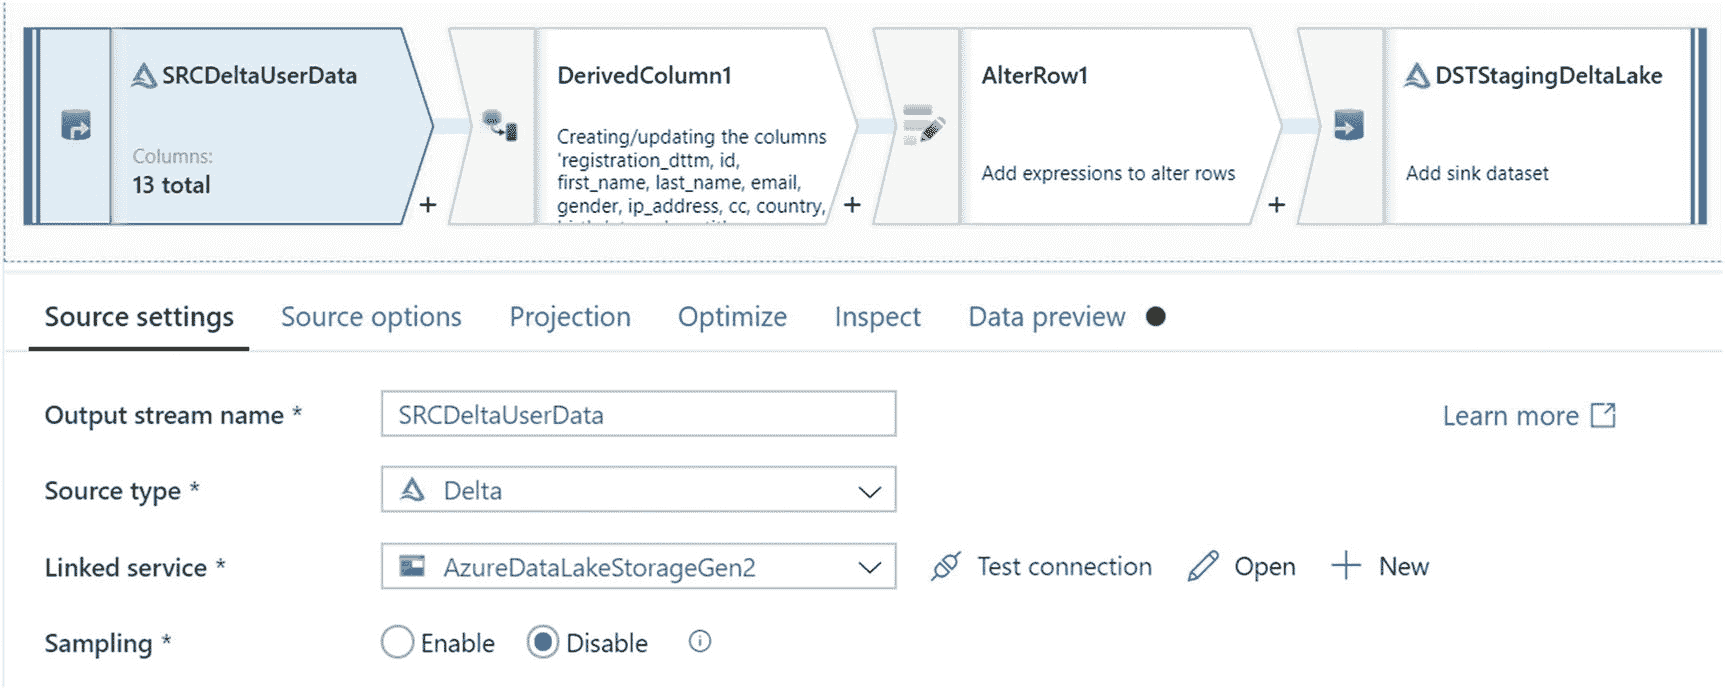 SRCDeltaUserData
Columns:
13 total
+
DerivedColumn1
Creating/updating the columns
'registration_dttm, id,
first_name, last_name, email,
gender, ip_address, cc, country,
+
AlterRow1
Add expressions to alter rows
+
DSTStagingDeltaLake
Add sink dataset
Source settings Source options Projection Optimize Inspect Data preview
Output stream name * SRCDeltaUserData Learn more
Source type * Delta
Linked service * AzureDataLakeStorageGen2 Test connection Open + New
Sampling * Enable Disable